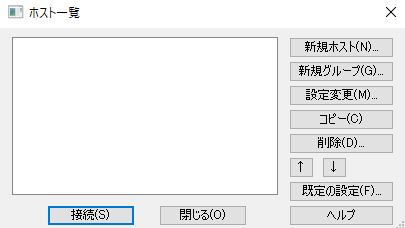 ホスト一覧
新規ホスト(N)...
新規グループ(G)...
設定変更(M)...
コピー(C)
削除(D)...
↑ ↓
既定の設定(F)...
接続(S) 閉じる(O) ヘルプ